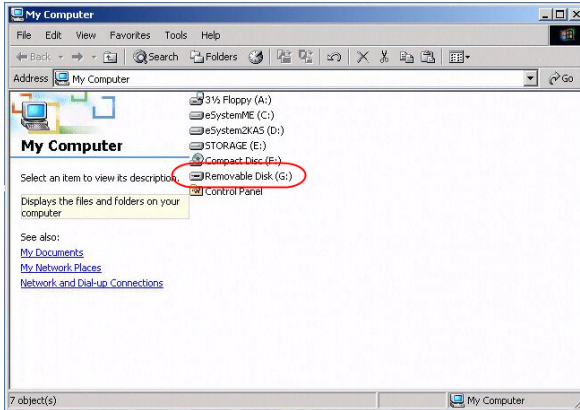 My Computer
File Edit View Favorites Tools Help
Back Search Folders
Address My Computer Go
3½ Floppy (A:)
eSystemME (C:)
eSystem2KAS (D:)
STORAGE (E:)
Compact Disc (F:)
Removable Disk (G:)
Control Panel
My Computer
Select an item to view its description.
Displays the files and folders on your
computer
See also:
My Documents
My Network Places
Network and Dial-up Connections
7 object(s) My Computer